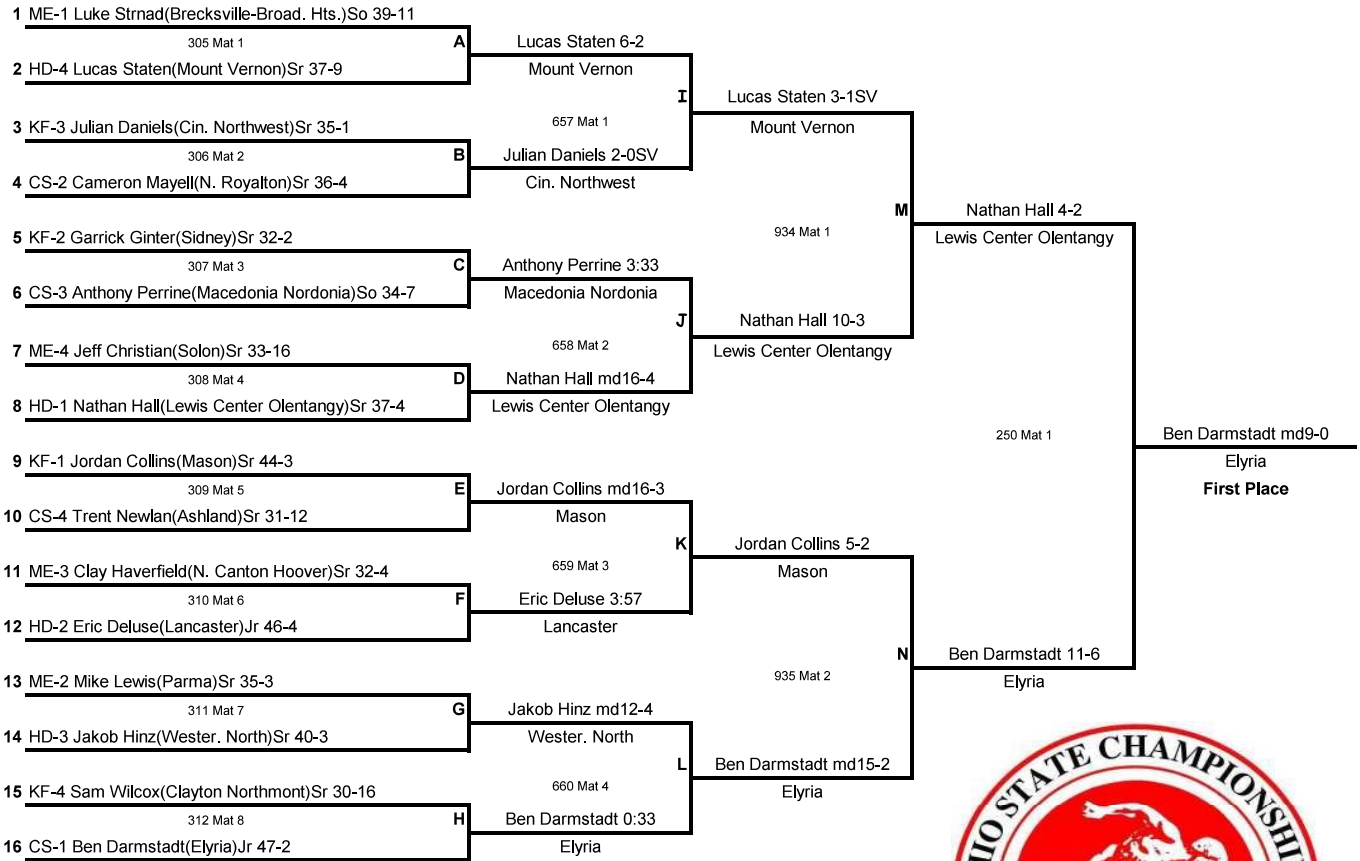 1 ME-1 Luke Strnad(Brecksville-Broad. Hts.)So 39-11
305 Mat 1
A
2 HD-4 Lucas Staten(Mount Vernon)Sr 37-9
3 KF-3 Julian Daniels(Cin. Northwest)Sr 35-1
306 Mat 2
B
4 CS-2 Cameron Mayell(N. Royalton)Sr 36-4
5 KF-2 Garrick Ginter(Sidney)Sr 32-2
307 Mat 3
C
6 CS-3 Anthony Perrine(Macedonia Nordonia)So 34-7
7 ME-4 Jeff Christian(Solon)Sr 33-16
308 Mat 4
D
8 HD-1 Nathan Hall(Lewis Center Olentangy)Sr 37-4
9 KF-1 Jordan Collins(Mason)Sr 44-3
309 Mat 5
E
10 CS-4 Trent Newlan(Ashland)Sr 31-12
11 ME-3 Clay Haverfield(N. Canton Hoover)Sr 32-4
310 Mat 6
F
12 HD-2 Eric Deluse(Lancaster)Jr 46-4
13 ME-2 Mike Lewis(Parma)Sr 35-3
311 Mat 7
G
14 HD-3 Jakob Hinz(Wester. North)Sr 40-3
15 KF-4 Sam Wilcox(Clayton Northmont)Sr 30-16
312 Mat 8
H
16 CS-1 Ben Darmstadt(Elyria)Jr 47-2
Lucas Staten 6-2
Mount Vernon
657 Mat 1
I
Julian Daniels 2-0SV
Cin. Northwest
Anthony Perrine 3:33
Macedonia Nordonia
658 Mat 2
J
Nathan Hall md16-4
Lewis Center Olentangy
Jordan Collins md16-3
Mason
659 Mat 3
K
Eric Deluse 3:57
Lancaster
Jakob Hinz md12-4
Wester. North
660 Mat 4
L
Ben Darmstadt 0:33
Elyria
Lucas Staten 3-1SV
Mount Vernon
934 Mat 1
M
Nathan Hall 10-3
Lewis Center Olentangy
Jordan Collins 5-2
Mason
935 Mat 2
N
Ben Darmstadt md15-2
Elyria
Nathan Hall 4-2
Lewis Center Olentangy
250 Mat 1
Ben Darmstadt 11-6
Elyria
Ben Darmstadt md9-0
Elyria
First Place
STATE